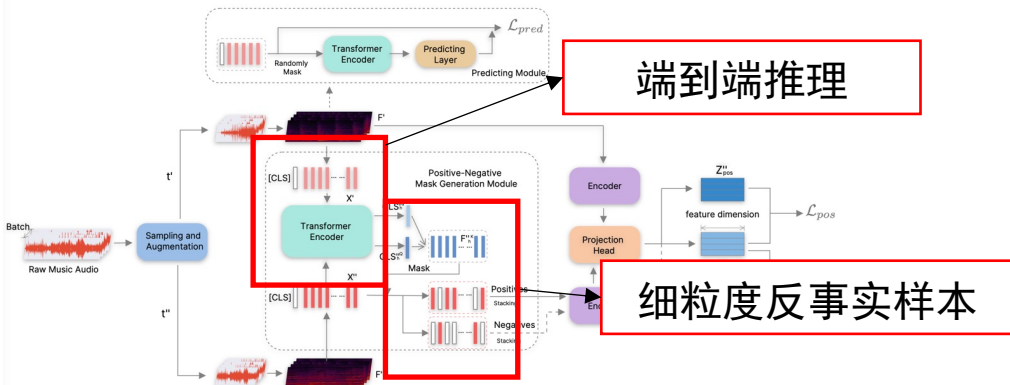 ℒpred
Randomly
Mask
Transformer
Encoder
Predicting
Layer
Predicting Module
端到端推理
F'
t'
[CLS]
X'
Positive-Negative
Mask Generation Module
Encoder
Z
pos
feature dimension
ℒpos
Batch
Raw Music Audio
Sampling and
Augmentation
Transformer
Encoder
Mask
Projection
Head
X''
[CLS]
Positives
Stacking
Negatives
Stacking
细粒度反事实样本
t''